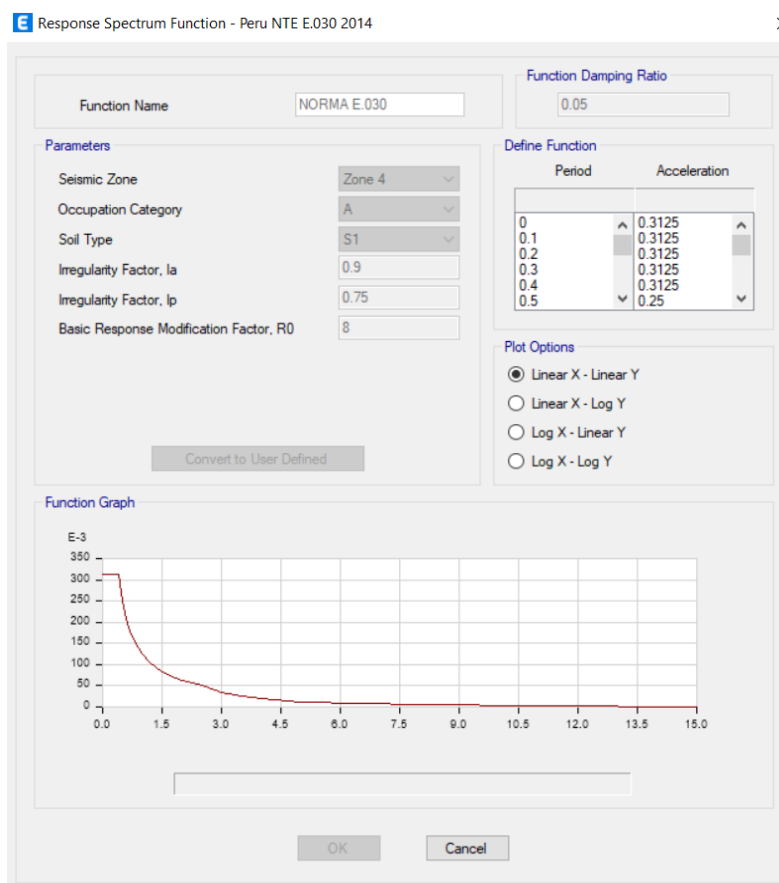 E Response Spectrum Function - Peru NTE E.030 2014
Function Name NORMA E.030
Function Damping Ratio
0.05
Parameters
Seismic Zone Zone 4
Occupation Category A
Soil Type S1
Irregularity Factor, Ia 0.9
Irregularity Factor, Ip 0.75
Basic Response Modification Factor, R0 8
Convert to User Defined
Define Function
Period Acceleration
0 0.3125
0.1 0.3125
0.2 0.3125
0.3 0.3125
0.4 0.3125
0.5 0.25
Plot Options
Linear X - Linear Y
Linear X - Log Y
Log X - Linear Y
Log X - Log Y
Function Graph
E-3
350
300
250
200
150
100
50
0
0.0 1.5 3.0 4.5 6.0 7.5 9.0 10.5 12.0 13.5 15.0
OK Cancel